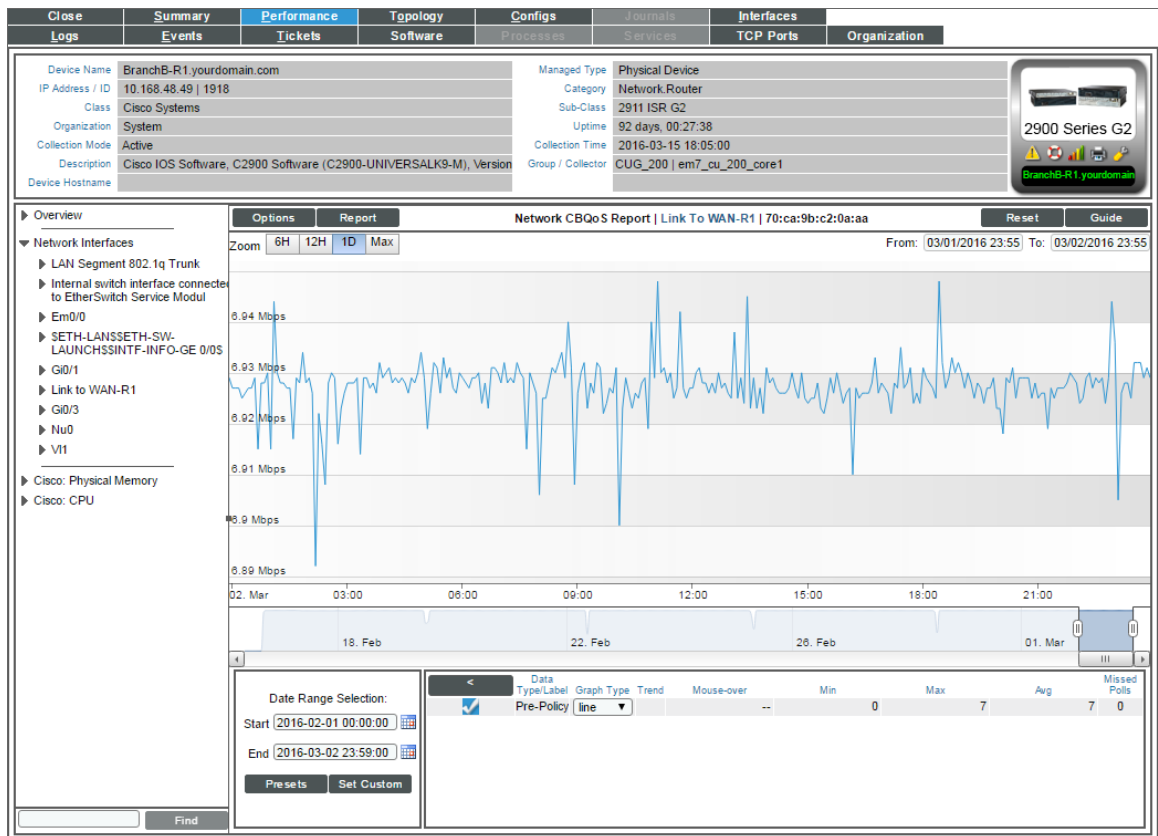 Close Summary Performance Topology Configs Journals Interfaces
Logs Events Tickets Software Processes Services TCP Ports Organization
Device Name BranchB-R1.yourdomain.com Managed Type Physical Device
IP Address / ID 10.168.48.49 | 1918 Category Network.Router
Class Cisco Systems Sub-Class 2911 ISR G2
Organization System Uptime 92 days, 00:27:38
Collection Mode Active Collection Time 2016-03-15 18:05:00
Description Cisco IOS Software, C2900 Software (C2900-UNIVERSALK9-M), Version Group / Collector CUG_200 | em7_cu_200_core1
Device Hostname
2900 Series G2
BranchB-R1.yourdomain
Overview
Network Interfaces
LAN Segment 802.1q Trunk
Internal switch interface connected
to EtherSwitch Service Modul
Em0/0
$ETH-LAN$$ETH-SW-
LAUNCH$$INTF-INFO-GE 0/0$
Gi0/1
Link to WAN-R1
Gi0/3
Nu0
Vl1
Cisco: Physical Memory
Cisco: CPU
Find
Options Report Network CBQoS Report | Link To WAN-R1 | 70:ca:9b:c2:0a:aa Reset Guide
Zoom 6H 12H 1D Max From: 03/01/2016 23:55 To: 03/02/2016 23:55
6.94 Mbps
6.93 Mbps
6.92 Mbps
6.91 Mbps
6.9 Mbps
6.89 Mbps
02. Mar 03:00 06:00 09:00 12:00 15:00 18:00 21:00
18. Feb 22. Feb 26. Feb 01. Mar
Date Range Selection:
Start 2016-02-01 00:00:00
End 2016-03-02 23:59:00
Presets Set Custom
< Data Type/Label Graph Type Trend Mouse-over Min Max Avg Missed Polls
Pre-Policy line -- 0 7 7 0